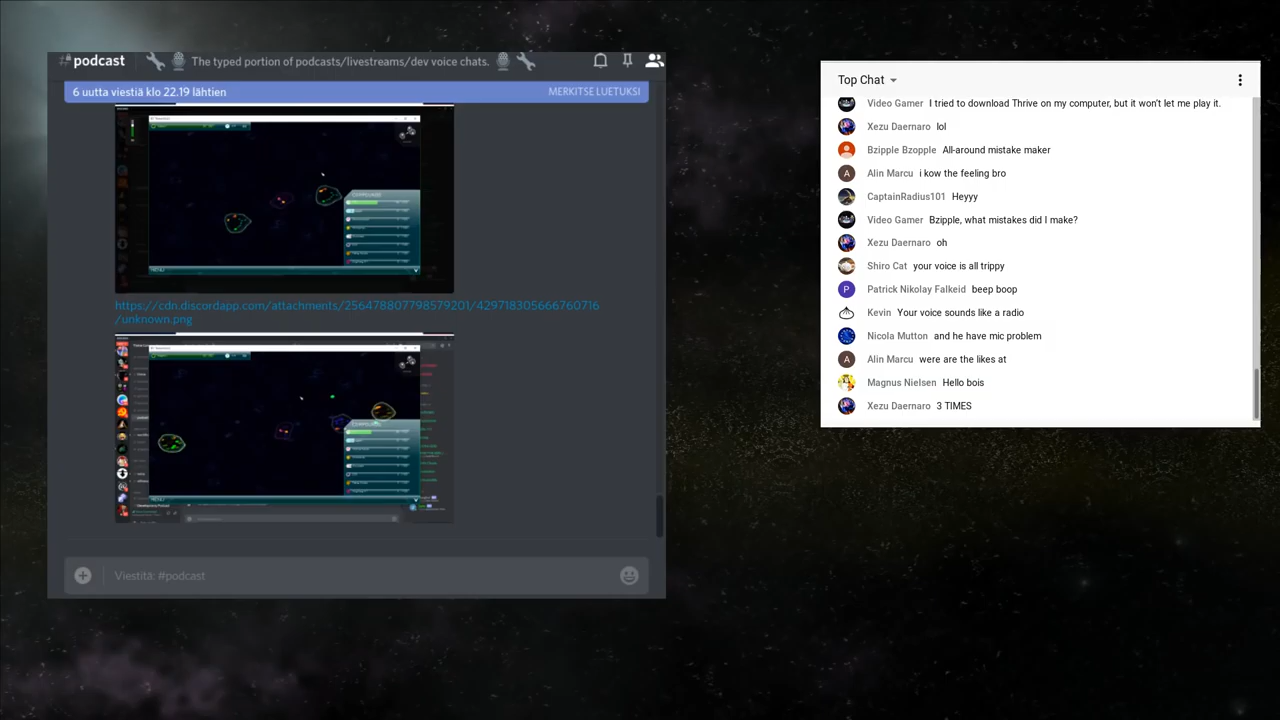 #podcast
The typed portion of podcasts/livestreams/dev voice chats.
6 uutta viestiä klo 22.19 lähtien
MERKITSE LUETUKSI
https://cdn.discordapp.com/attachments/256478807798579201/429718305666760716
/unknown.png
Viestitä: #podcast
Top Chat
Video Gamer I tried to download Thrive on my computer, but it won't let me play it.
Xezu Daernaro lol
Bzipple Bzopple All-around mistake maker
Alin Marcu i kow the feeling bro
CaptainRadius101 Heyyy
Video Gamer Bzipple, what mistakes did I make?
Xezu Daernaro oh
Shiro Cat your voice is all trippy
Patrick Nikolay Falkeid beep boop
Kevin Your voice sounds like a radio
Nicola Mutton and he have mic problem
Alin Marcu were are the likes at
Magnus Nielsen Hello bois
Xezu Daernaro 3 TIMES